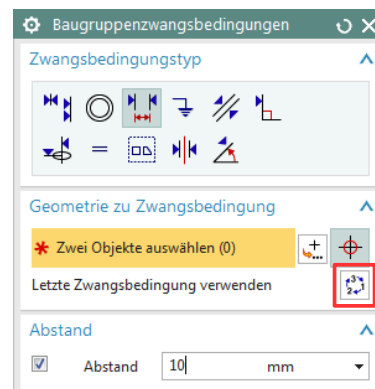 Baugruppenzwangsbedingungen
Zwangsbedingungstyp
Geometrie zu Zwangsbedingung
* Zwei Objekte auswählen (0)
Letzte Zwangsbedingung verwenden
Abstand
Abstand 10 mm